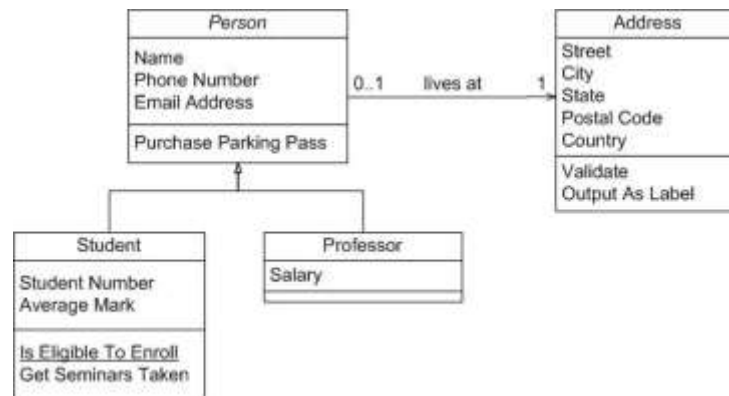 Person
Name
Phone Number
Email Address
Purchase Parking Pass
0..1 lives at 1
Address
Street
City
State
Postal Code
Country
Validate
Output As Label
Student
Student Number
Average Mark
Is Eligible To Enroll
Get Seminars Taken
Professor
Salary